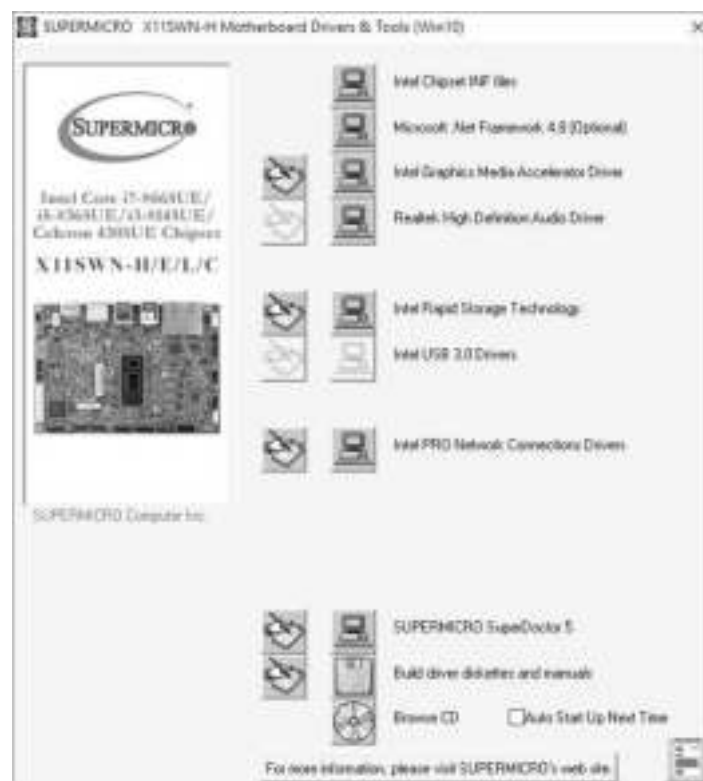 SUPERMICRO X11SWN-H Motherboard Drivers & Tools (Win10)
SUPERMICRO
Intel Core i7-8665UE/
i5-8365UE/i3-8145UE/
Celeron 4305UE Chipset
X11SWN-H/E/L/C
SUPERMICRO Computer Inc.
Intel Chipset INF files
Microsoft .Net Framework 4.8 (Optional)
Intel Graphics Media Accelerator Driver
Realtek High Definition Audio Driver
Intel Rapid Storage Technology
Intel USB 3.0 Drivers
Intel PRO Network Connections Drivers
SUPERMICRO SuperDoctor 5
Build driver diskettes and manuals
Browse CD
Auto Start Up Next Time
For more information, please visit SUPERMICRO's web site.